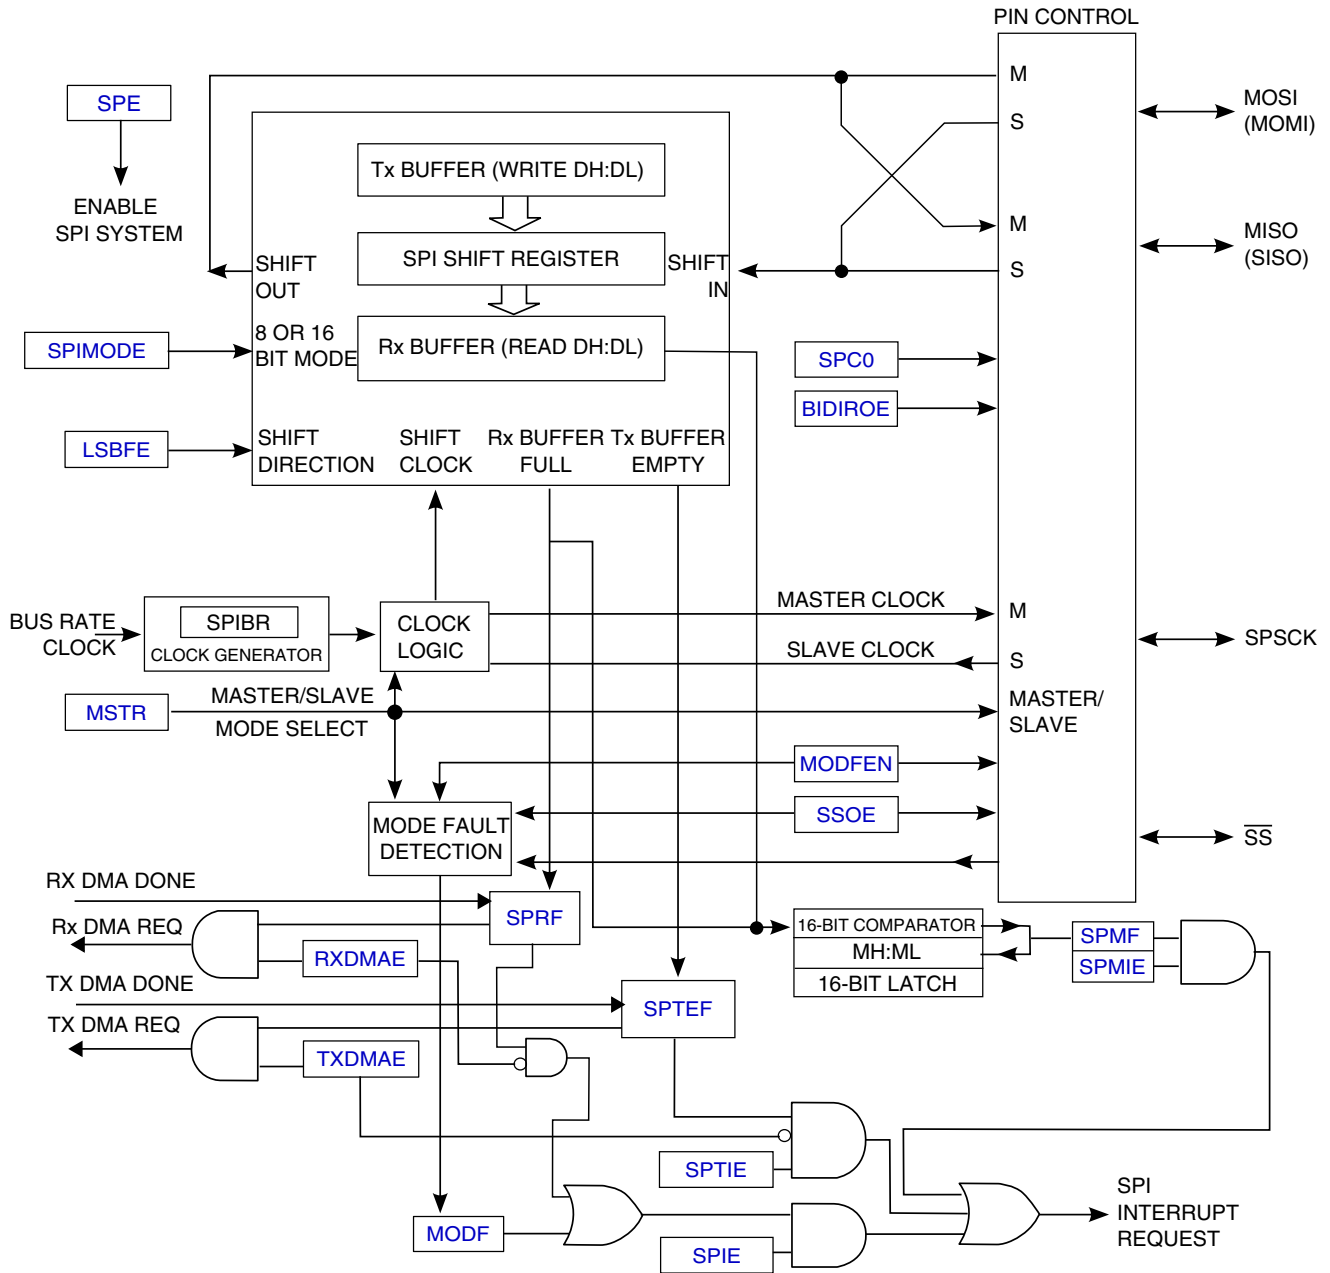 PIN CONTROL
M
SPE
MOSI
(MOMI)
S
Tx BUFFER (WRITE DH:DL)
ENABLE
SPI SYSTEM
M
MISO
(SISO)
SHIFT
OUT
SPI SHIFT REGISTER
SHIFT
IN
S
SPIMODE
8 OR 16
BIT MODE
Rx BUFFER (READ DH:DL)
SPC0
BIDIROE
LSBFE
SHIFT
DIRECTION
SHIFT
CLOCK
Rx BUFFER
FULL
Tx BUFFER
EMPTY
BUS RATE
CLOCK
SPIBR
CLOCK GENERATOR
CLOCK
LOGIC
MASTER CLOCK
M
SLAVE CLOCK
S
SPSCK
MSTR
MASTER/SLAVE
MODE SELECT
MASTER/
SLAVE
MODFEN
SSOE
MODE FAULT
DETECTION
SS
RX DMA DONE
SPRF
Rx DMA REQ
RXDMAE
16-BIT COMPARATOR
MH:ML
16-BIT LATCH
SPMF
SPMIE
TX DMA DONE
SPTEF
TX DMA REQ
TXDMAE
SPTIE
MODF
SPIE
SPI
INTERRUPT
REQUEST